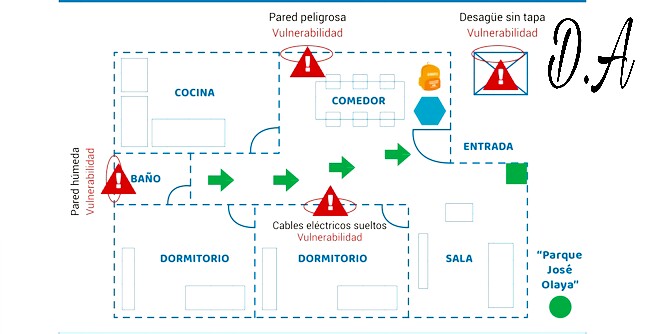 Pared peligrosa
Vulnerabilidad
Desagüe sin tapa
Vulnerabilidad
D.A
COCINA
COMEDOR
ENTRADA
Pared húmeda
Vulnerabilidad
BAÑO
Cables eléctricos sueltos
Vulnerabilidad
DORMITORIO
DORMITORIO
SALA
“Parque
José
Olaya”